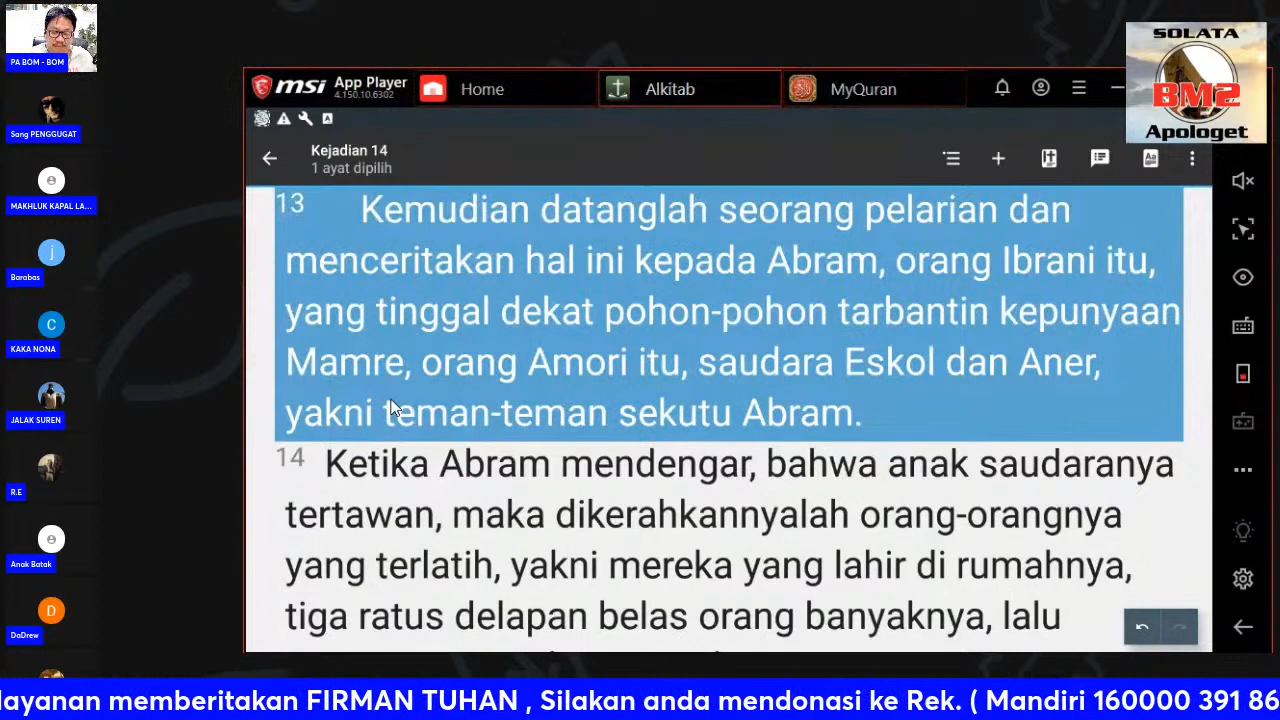 PA BOM - BOM
Sang PENGGUGAT
MAKHLUK KAPAL LA...
j
Barabas
C
KAKA NONA
JALAK SUREN
R.E
Anak Batak
D
DaDrew
msi App Player
4.150.10.6302
Home
Alkitab
MyQuran
SOLATA
BM2
Apologet
Kejadian 14
1 ayat dipilih
13 Kemudian datanglah seorang pelarian dan
menceritakan hal ini kepada Abram, orang Ibrani itu,
yang tinggal dekat pohon-pohon tarbantin kepunyaan
Mamre, orang Amori itu, saudara Eskol dan Aner,
yakni teman-teman sekutu Abram.
14 Ketika Abram mendengar, bahwa anak saudaranya
tertawan, maka dikerahkannyalah orang-orangnya
yang terlatih, yakni mereka yang lahir di rumahnya,
tiga ratus delapan belas orang banyaknya, lalu
layanan memberitakan FIRMAN TUHAN , Silakan anda mendonasi ke Rek. ( Mandiri 160000 391 86